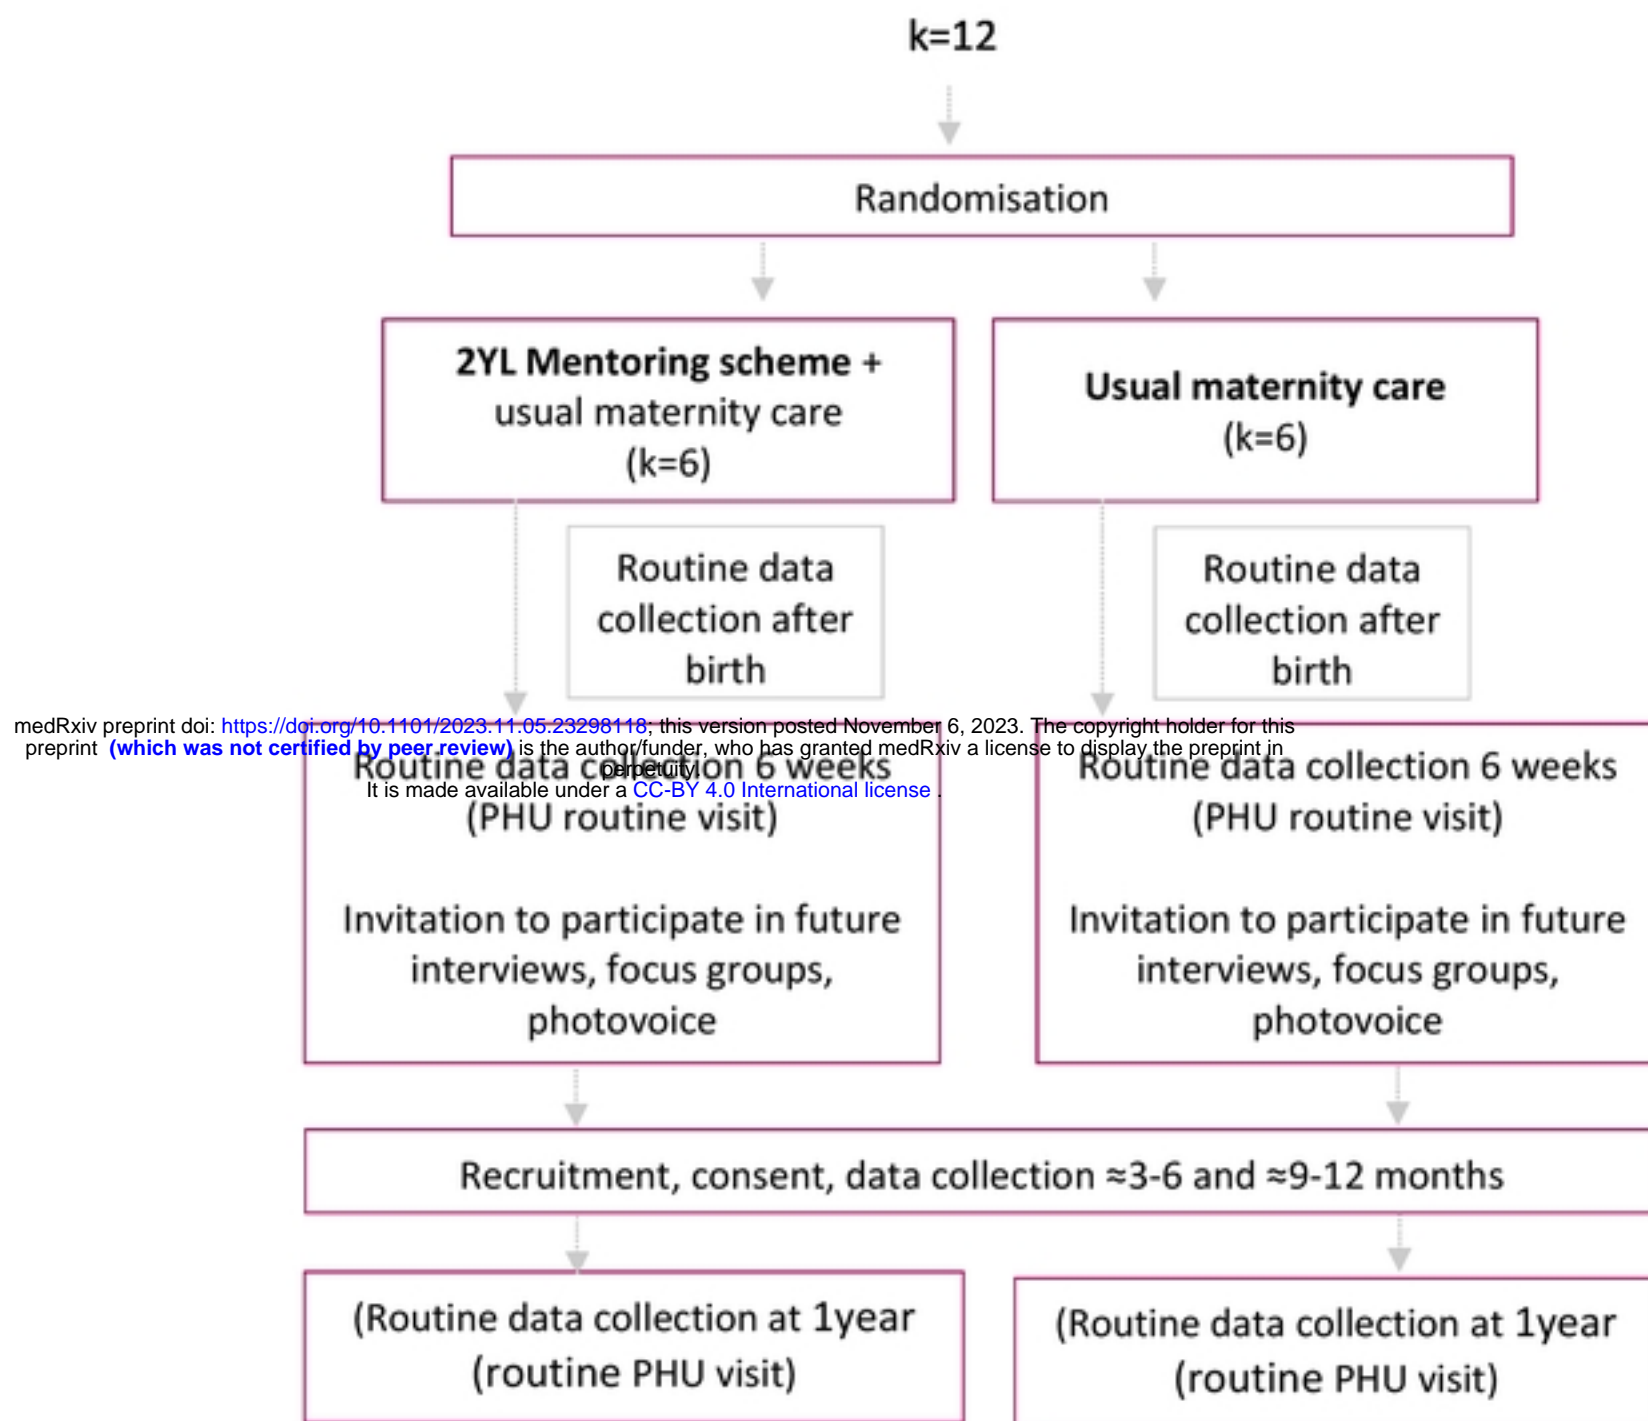 k=12
Randomisation
2YL Mentoring scheme +
usual maternity care
(k=6)
Usual maternity care
(k=6)
Routine data
collection after
birth
Routine data
collection after
birth
medRxiv preprint doi: https://doi.org/10.1101/2023.11.05.23298118; this version posted November 6, 2023. The copyright holder for this
preprint (which was not certified by peer review) is the author/funder, who has granted medRxiv a license to display the preprint in
perpetuity.
It is made available under a CC-BY 4.0 International license .
Routine data collection 6 weeks
(PHU routine visit)
Invitation to participate in future
interviews, focus groups,
photovoice
Routine data collection 6 weeks
(PHU routine visit)
Invitation to participate in future
interviews, focus groups,
photovoice
Recruitment, consent, data collection ≈3-6 and ≈9-12 months
(Routine data collection at 1year
(routine PHU visit)
(Routine data collection at 1year
(routine PHU visit)